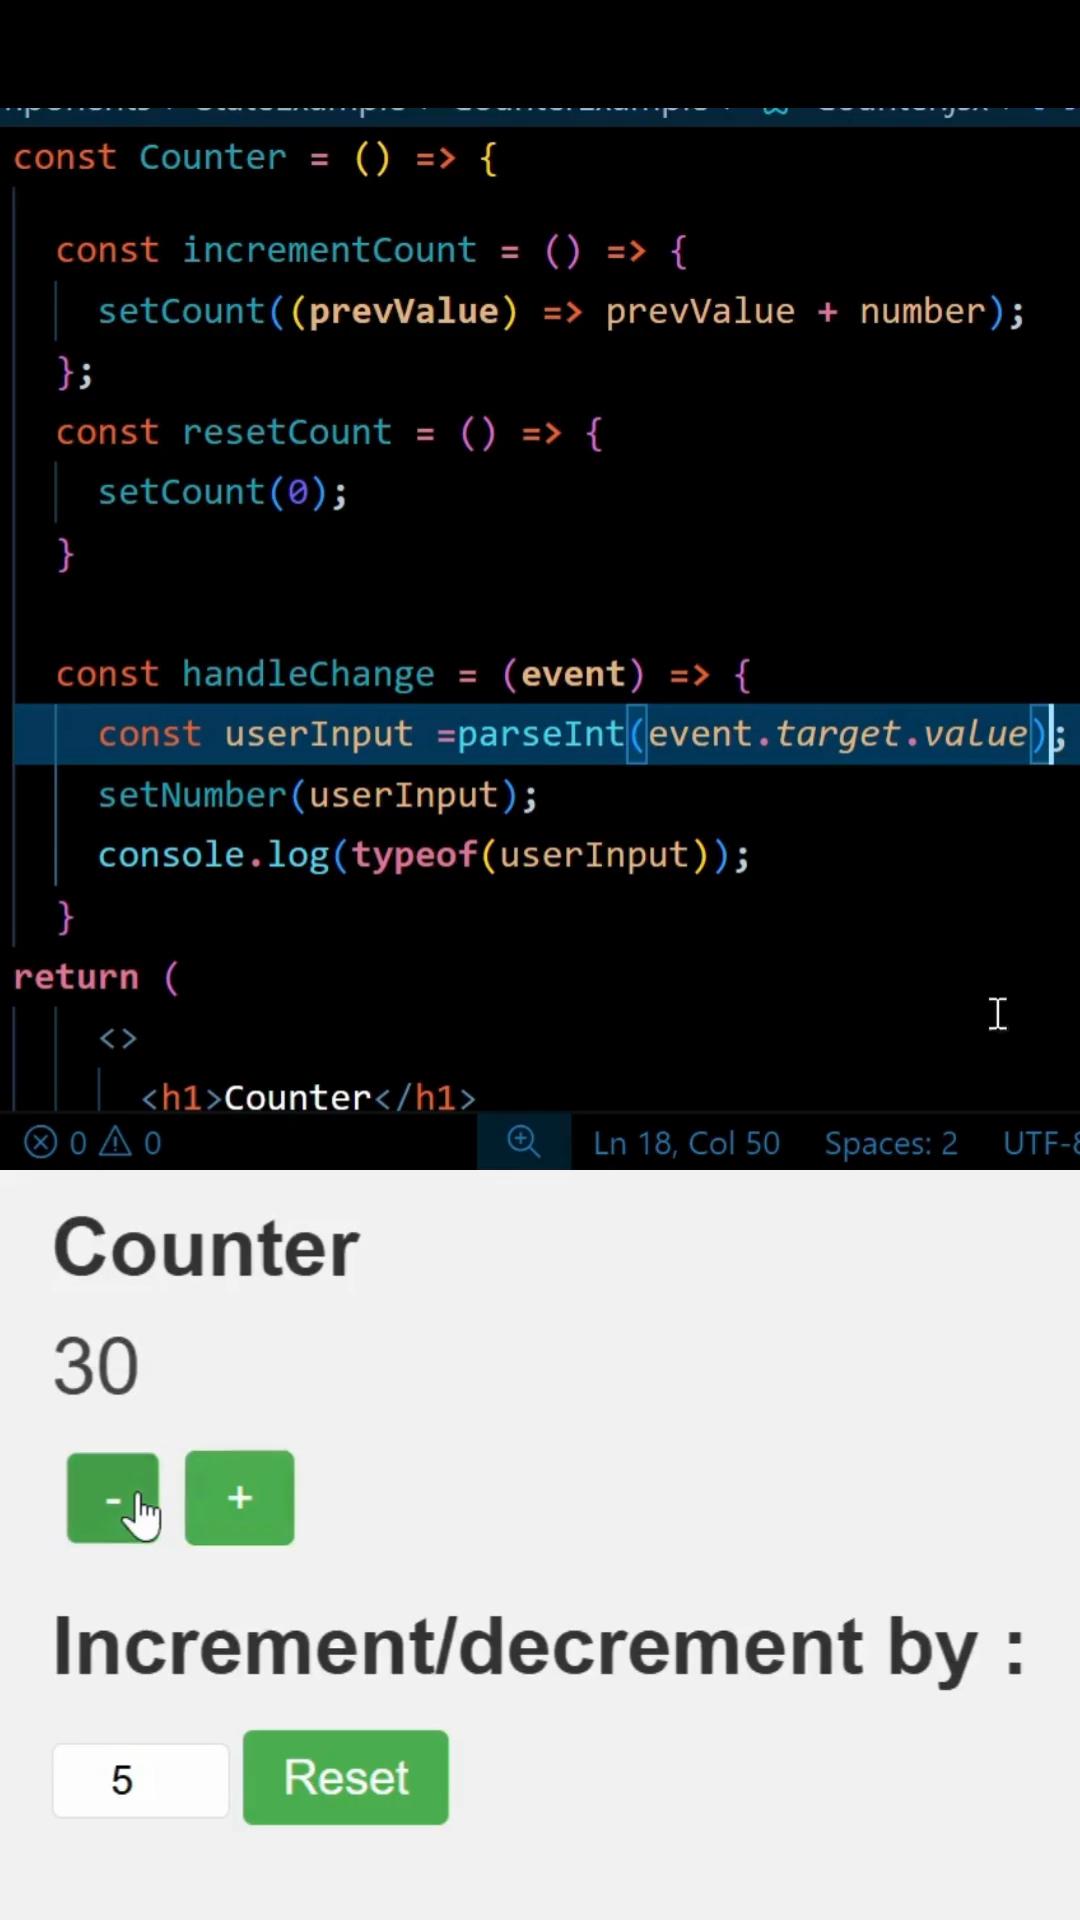 const Counter = () => {
const incrementCount = () => {
setCount((prevValue) => prevValue + number);
};
const resetCount = () => {
setCount(0);
}
const handleChange = (event) => {
const userInput =parseInt(event.target.value);
setNumber(userInput);
console.log(typeof(userInput));
}
return (
<>
<h1>Counter</h1>
0 0 Ln 18, Col 50 Spaces: 2 UTF-8
Counter
30
- +
Increment/decrement by :
5 Reset